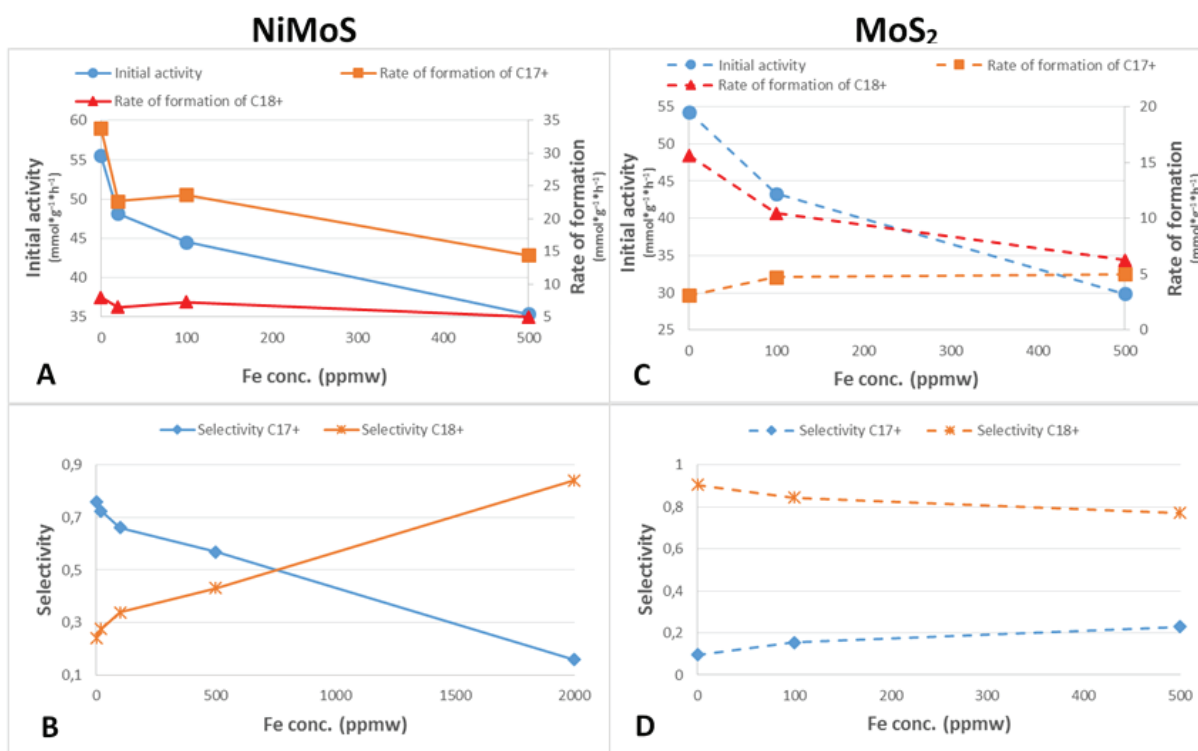 NiMoS
MoS₂
Initial activity
Rate of formation of C17+
Rate of formation of C18+
60
55
50
45
40
35
35
30
25
20
15
10
5
0
100
200
300
400
500
Initial activity
(mmol*g⁻¹*h⁻¹)
Rate of formation
(mmol*g⁻¹*h⁻¹)
Fe conc. (ppmw)
A
Initial activity
Rate of formation of C17+
Rate of formation of C18+
55
50
45
40
35
30
25
20
15
10
5
0
0
100
200
300
400
500
Initial activity
(mmol*g⁻¹*h⁻¹)
Rate of formation
(mmol*g⁻¹*h⁻¹)
Fe conc. (ppmw)
C
Selectivity C17+
Selectivity C18+
0,9
0,7
0,5
0,3
0,1
0
500
1000
1500
2000
Selectivity
Fe conc. (ppmw)
B
Selectivity C17+
Selectivity C18+
1
0,8
0,6
0,4
0,2
0
0
100
200
300
400
500
Selectivity
Fe conc. (ppmw)
D